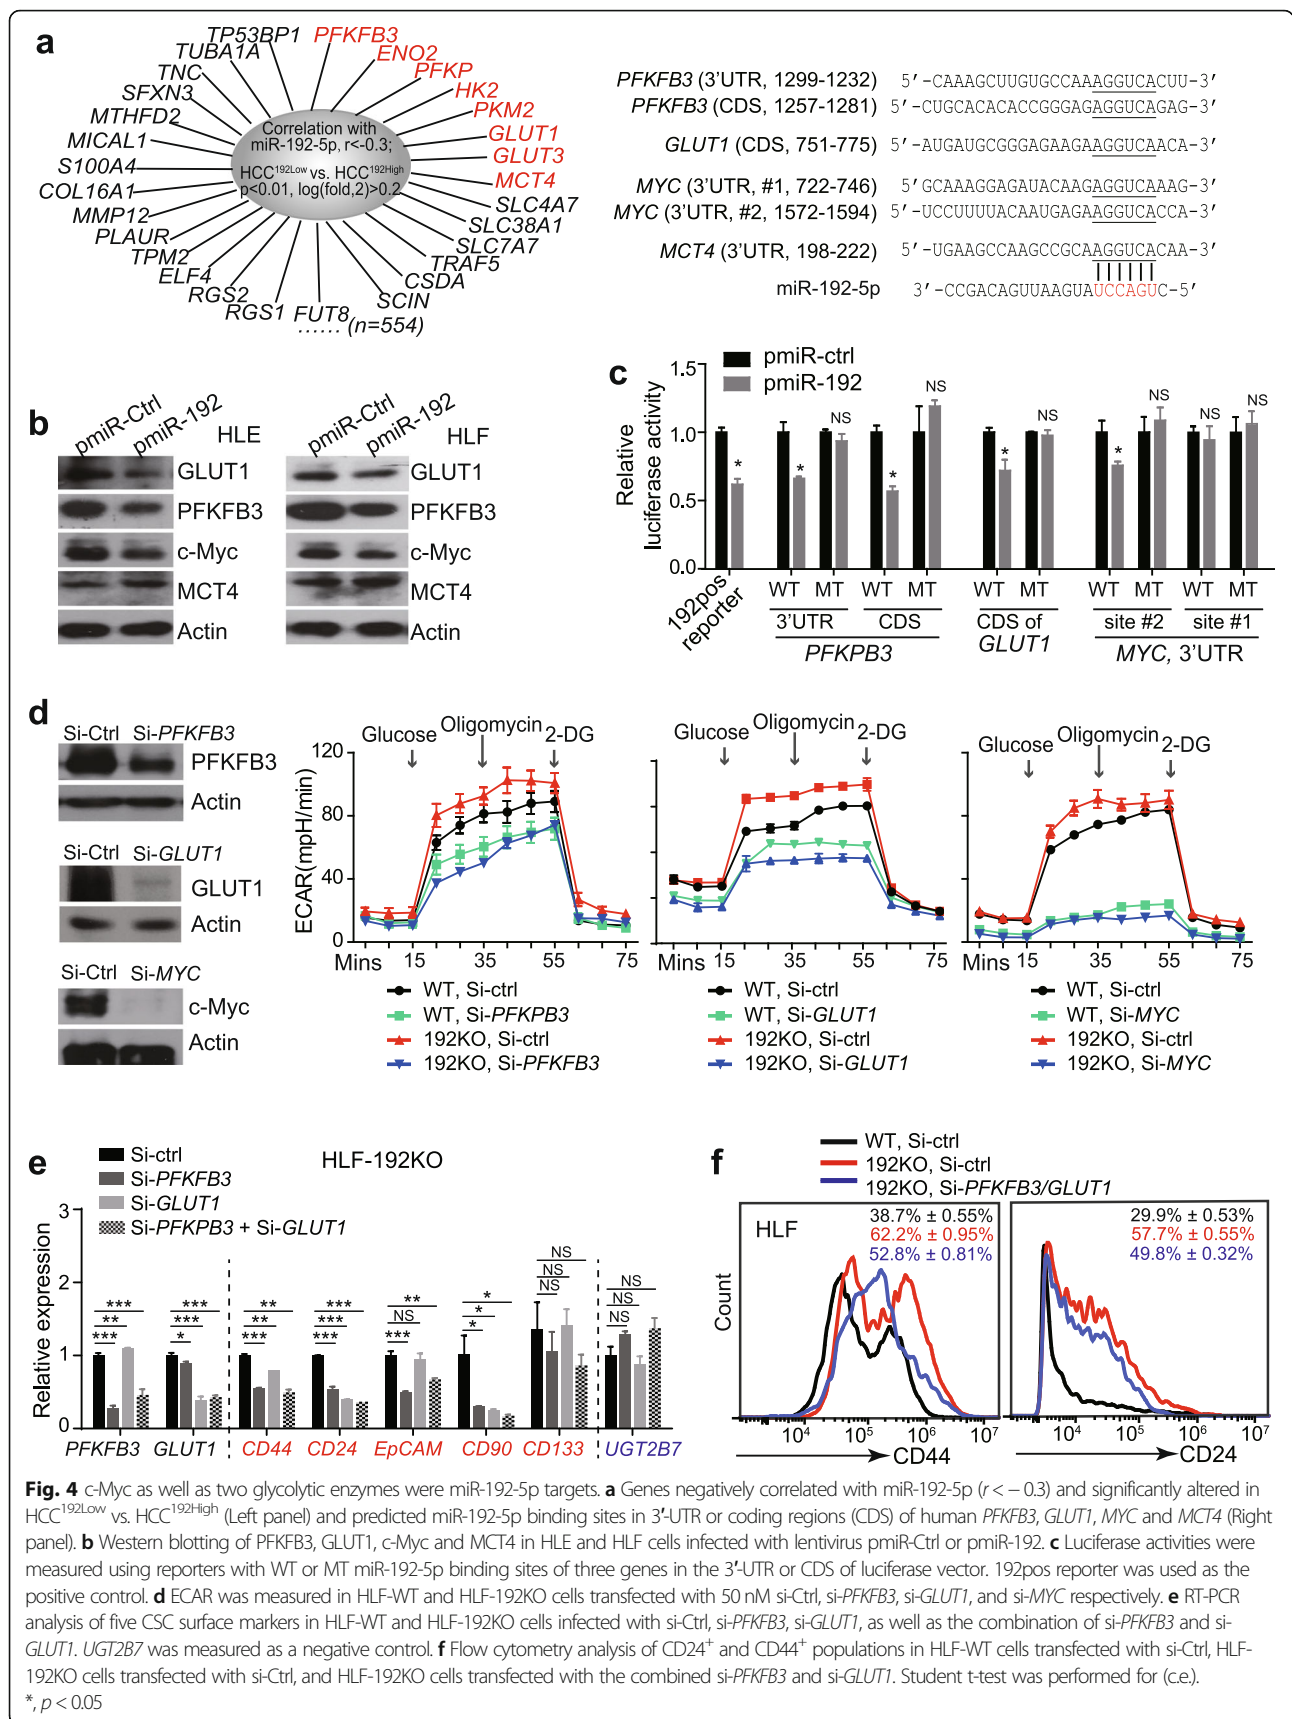 a
TP53BP1
TUBA1A
TNC
SFXN3
MTHFD2
MICAL1
S100A4
COL16A1
MMP12
PLAUR
TPM2
ELF4
RGS2
RGS1
FUT8
...... (n=554)
SCIN
CSDA
TRAF5
SLC7A7
SLC38A1
SLC4A7
MCT4
GLUT3
GLUT1
PKM2
HK2
PFKP
ENO2
PFKFB3
Correlation with
miR-192-5p, r<-0.3;
HCC192Low vs. HCC192High
p<0.01, log(fold,2)>0.2
PFKFB3 (3'UTR, 1299-1232) 5'-CAAAGCUUGUGCCAAAGGUCACUU-3'
PFKFB3 (CDS, 1257-1281) 5'-CUGCACACACCGGGAGAGGUCAGAG-3'
GLUT1 (CDS, 751-775) 5'-AUGAUGCGGGAGAAGAAGGUCAACA-3'
MYC (3'UTR, #1, 722-746) 5'-GCAAAGGAGAUACAAGAGGUCAAAG-3'
MYC (3'UTR, #2, 1572-1594) 5'-UCCUUUUACAAUGAGAAGGUCACCA-3'
MCT4 (3'UTR, 198-222) 5'-UGAAGCCAAGCCGCAAGGUCACAA-3'
miR-192-5p 3'-CCGACAGUUAAGUAUCCAGUC-5'
b
pmiR-Ctrl
pmiR-192
HLE
GLUT1
PFKFB3
c-Myc
MCT4
Actin
pmiR-Ctrl
pmiR-192
HLF
GLUT1
PFKFB3
c-Myc
MCT4
Actin
c
pmiR-ctrl
pmiR-192
Relative
luciferase activity
1.5
1.0
0.5
0.0
* * NS * NS * NS * NS NS NS
192pos
reporter
WT MT WT MT WT MT WT MT WT MT
3'UTR CDS CDS of
GLUT1
site #2 site #1
PFKPB3
MYC, 3'UTR
d
Si-Ctrl Si-PFKFB3
PFKFB3
Actin
Si-Ctrl Si-GLUT1
GLUT1
Actin
Si-Ctrl Si-MYC
c-Myc
Actin
ECAR(mpH/min)
120
80
40
0
Glucose Oligomycin 2-DG
Mins 15 35 55 75
WT, Si-ctrl
WT, Si-PFKPB3
192KO, Si-ctrl
192KO, Si-PFKFB3
Glucose Oligomycin 2-DG
Mins 15 35 55 75
WT, Si-ctrl
WT, Si-GLUT1
192KO, Si-ctrl
192KO, Si-GLUT1
Glucose Oligomycin 2-DG
Mins 15 35 55 75
WT, Si-ctrl
WT, Si-MYC
192KO, Si-ctrl
192KO, Si-MYC
e
Si-ctrl
Si-PFKFB3
Si-GLUT1
Si-PFKPB3 + Si-GLUT1
HLF-192KO
Relative expression
3
2
1
0
*** ** ***
*** *** *
** ** ***
*** *** ***
** NS ***
* * *
NS NS NS
NS NS NS
PFKFB3 GLUT1 CD44 CD24 EpCAM CD90 CD133 UGT2B7
f
WT, Si-ctrl
192KO, Si-ctrl
192KO, Si-PFKFB3/GLUT1
HLF
38.7% ± 0.55%
62.2% ± 0.95%
52.8% ± 0.81%
Count
10⁴ 10⁵ 10⁶ 10⁷
CD44
29.9% ± 0.53%
57.7% ± 0.55%
49.8% ± 0.32%
10⁴ 10⁵ 10⁶ 10⁷
CD24
Fig. 4 c-Myc as well as two glycolytic enzymes were miR-192-5p targets. a Genes negatively correlated with miR-192-5p (r < − 0.3) and significantly altered in
HCC192Low vs. HCC192High (Left panel) and predicted miR-192-5p binding sites in 3′-UTR or coding regions (CDS) of human PFKFB3, GLUT1, MYC and MCT4 (Right
panel). b Western blotting of PFKFB3, GLUT1, c-Myc and MCT4 in HLE and HLF cells infected with lentivirus pmiR-Ctrl or pmiR-192. c Luciferase activities were
measured using reporters with WT or MT miR-192-5p binding sites of three genes in the 3′-UTR or CDS of luciferase vector. 192pos reporter was used as the
positive control. d ECAR was measured in HLF-WT and HLF-192KO cells transfected with 50 nM si-Ctrl, si-PFKFB3, si-GLUT1, and si-MYC respectively. e RT-PCR
analysis of five CSC surface markers in HLF-WT and HLF-192KO cells infected with si-Ctrl, si-PFKFB3, si-GLUT1, as well as the combination of si-PFKFB3 and si-
GLUT1. UGT2B7 was measured as a negative control. f Flow cytometry analysis of CD24+ and CD44+ populations in HLF-WT cells transfected with si-Ctrl, HLF-
192KO cells transfected with si-Ctrl, and HLF-192KO cells transfected with the combined si-PFKFB3 and si-GLUT1. Student t-test was performed for (c.e.).
*, p < 0.05